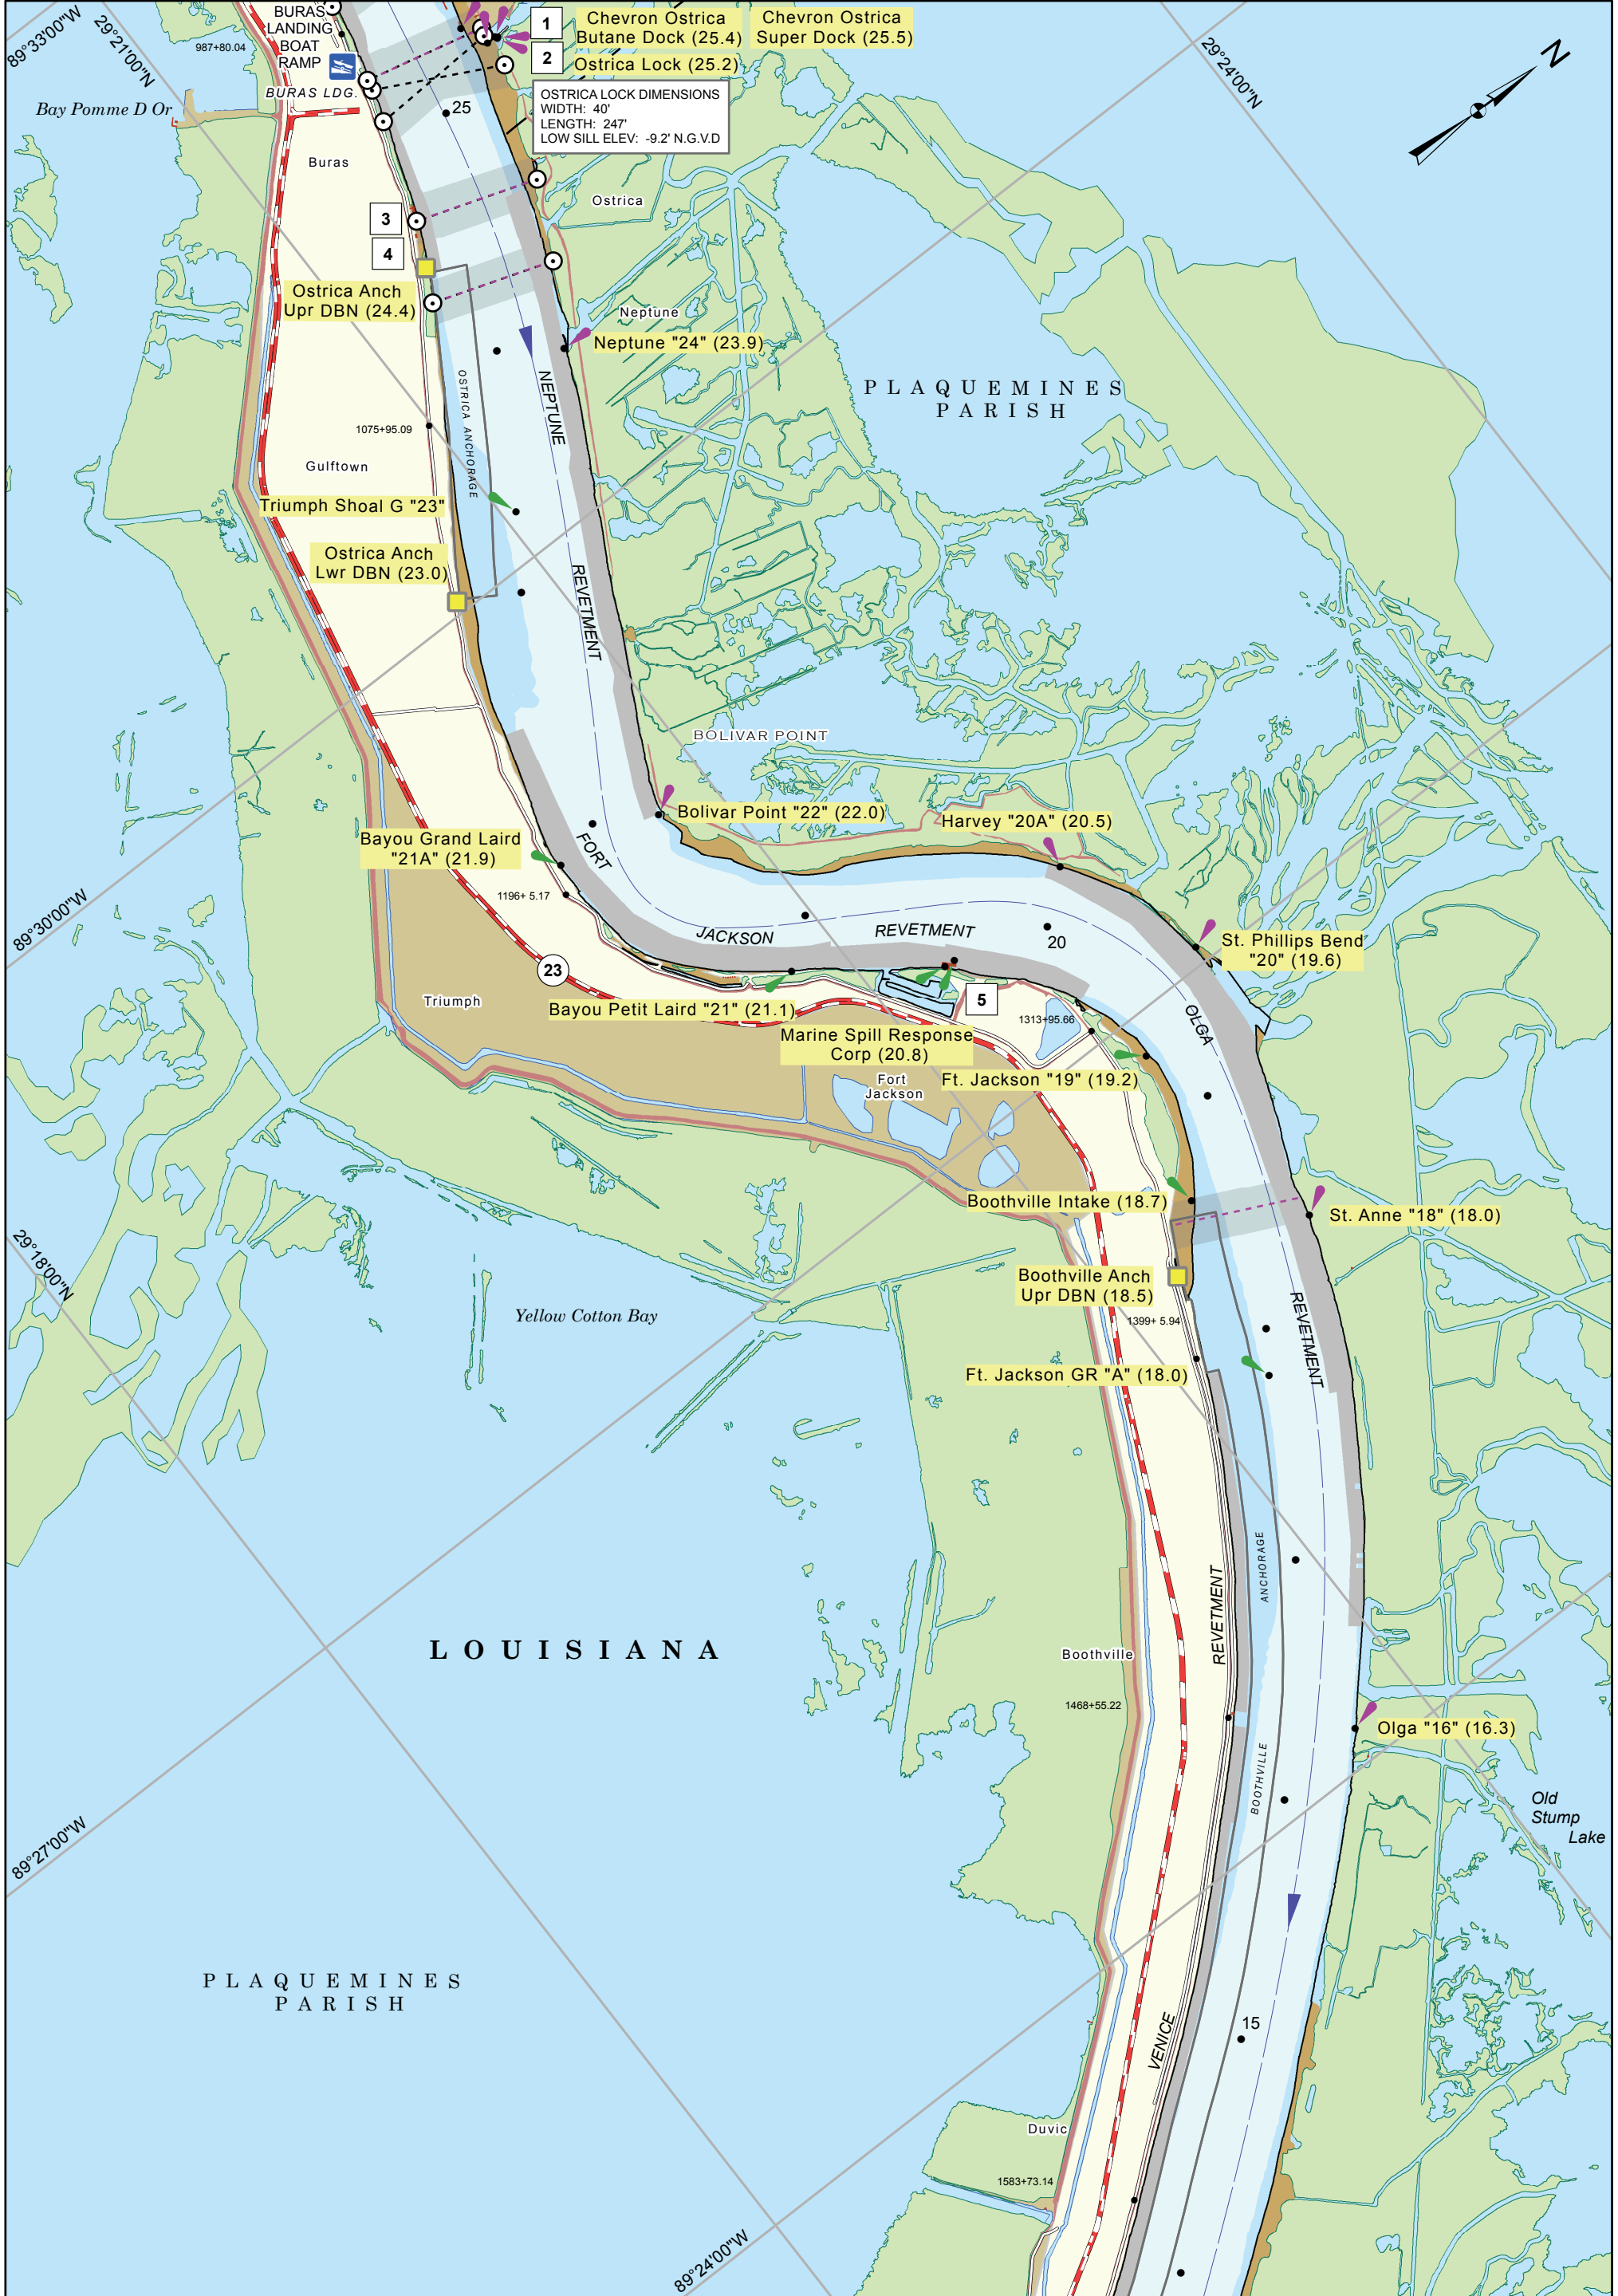 89°33'00"W
29°21'00"N
987+80.04
BURAS
LANDING
BOAT
RAMP
BURAS LDG.
Bay Pomme D Or
Buras
25
1
2
Chevron Ostrica
Butane Dock (25.4)
Chevron Ostrica
Super Dock (25.5)
Ostrica Lock (25.2)
OSTRICA LOCK DIMENSIONS
WIDTH: 40'
LENGTH: 247'
LOW SILL ELEV: -9.2' N.G.V.D
29°24'00"N
N
Ostrica
3
4
Ostrica Anch
Upr DBN (24.4)
Neptune
Neptune "24" (23.9)
PLAQUEMINES
PARISH
OSTRICA ANCHORAGE
NEPTUNE
REVETMENT
1075+95.09
Gulftown
Triumph Shoal G "23"
Ostrica Anch
Lwr DBN (23.0)
BOLIVAR POINT
Bolivar Point "22" (22.0)
Harvey "20A" (20.5)
Bayou Grand Laird
"21A" (21.9)
FORT
JACKSON
REVETMENT
1196+ 5.17
89°30'00"W
20
St. Phillips Bend
"20" (19.6)
23
Triumph
Bayou Petit Laird "21" (21.1)
5
1313+95.66
OLGA
Marine Spill Response
Corp (20.8)
Fort
Jackson
Ft. Jackson "19" (19.2)
Boothville Intake (18.7)
St. Anne "18" (18.0)
29°18'00"N
Boothville Anch
Upr DBN (18.5)
Yellow Cotton Bay
1399+ 5.94
REVETMENT
Ft. Jackson GR "A" (18.0)
ANCHORAGE
REVETMENT
LOUISIANA
Boothville
1468+55.22
Olga "16" (16.3)
BOOTHVILLE
Old
Stump
Lake
89°27'00"W
PLAQUEMINES
PARISH
15
VENICE
Duvic
1583+73.14
89°24'00"W